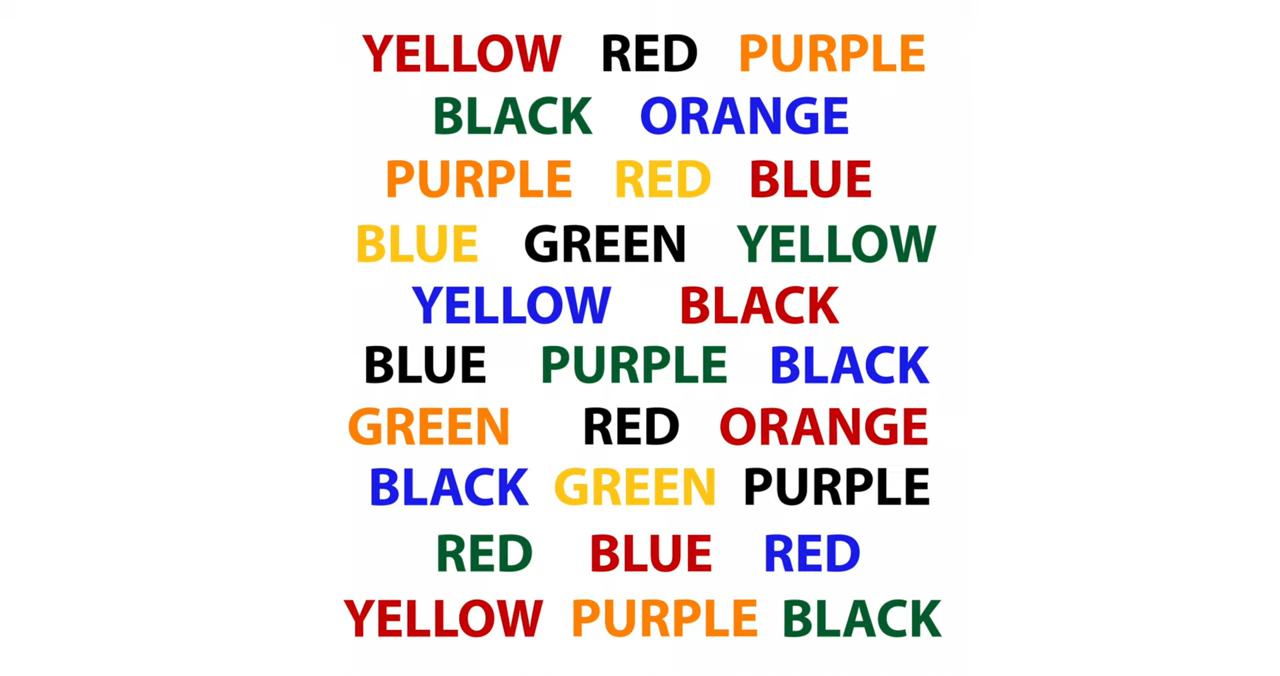 YELLOW RED PURPLE
BLACK ORANGE
PURPLE RED BLUE
BLUE GREEN YELLOW
YELLOW BLACK
BLUE PURPLE BLACK
GREEN RED ORANGE
BLACK GREEN PURPLE
RED BLUE RED
YELLOW PURPLE BLACK